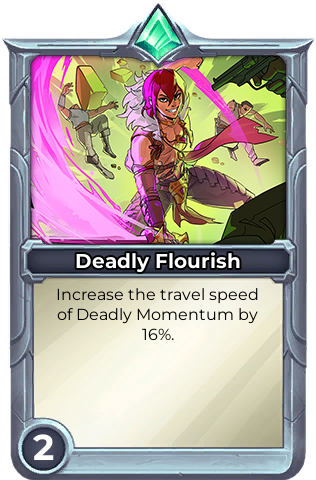 Deadly Flourish
Increase the travel speed
of Deadly Momentum by
16%.
2